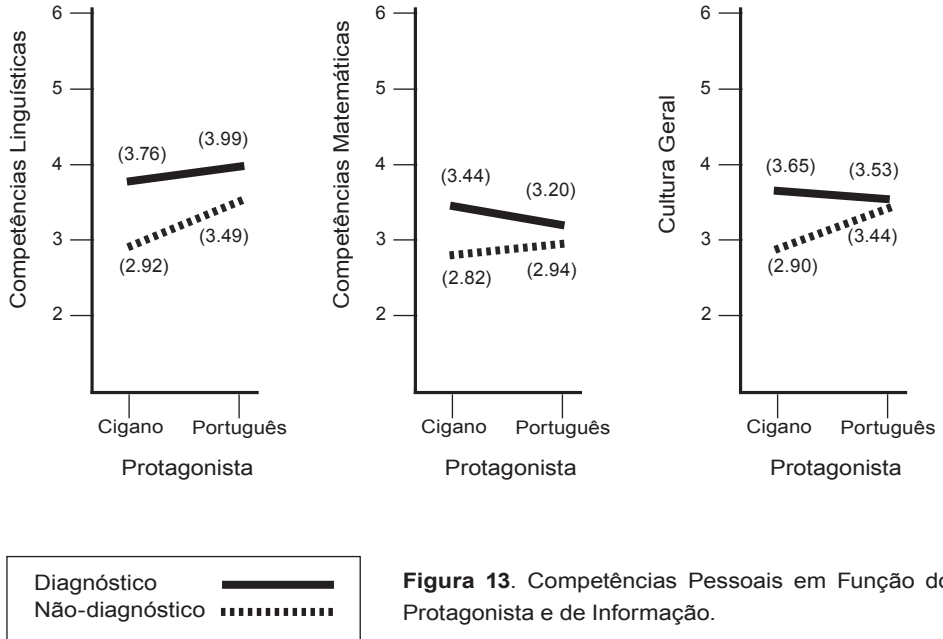 6
5
4
3
2
Competências Linguísticas
(3.76)
(3.99)
(2.92)
(3.49)
Cigano Português
Protagonista
6
5
4
3
2
Competências Matemáticas
(3.44)
(3.20)
(2.82)
(2.94)
Cigano Português
Protagonista
6
5
4
3
2
Cultura Geral
(3.65)
(3.53)
(2.90)
(3.44)
Cigano Português
Protagonista
Diagnóstico
Não-diagnóstico
Figura 13. Competências Pessoais em Função do
Protagonista e de Informação.